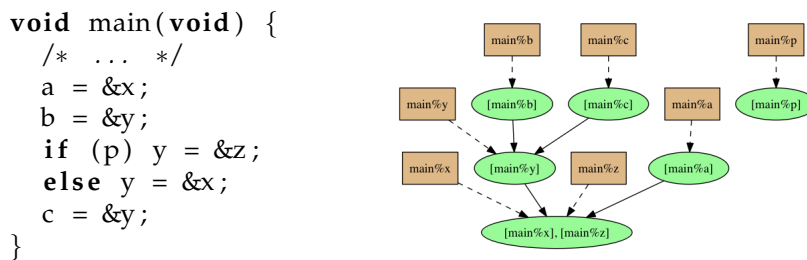 void main(void) {
/* ... */
a = &x;
b = &y;
if (p) y = &z;
else y = &x;
c = &y;
}
main%b main%c main%p
main%y [main%b] [main%c] main%a [main%p]
main%x [main%y] main%z [main%a]
[main%x], [main%z]